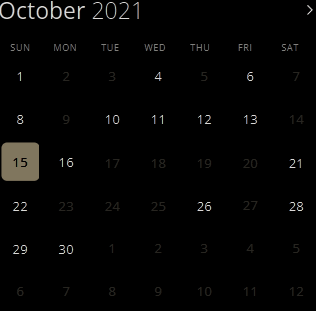 October 2021
SUN MON TUE WED THU FRI SAT
1 2 3 4 5 6 7
8 9 10 11 12 13 14
15 16 17 18 19 20 21
22 23 24 25 26 27 28
29 30 1 2 3 4 5
6 7 8 9 10 11 12